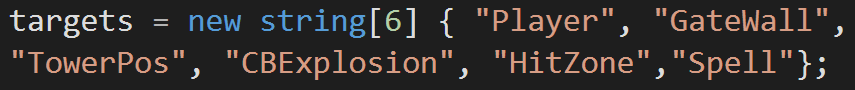 targets = new string[6] { "Player", "GateWall",
"TowerPos", "CBExplosion", "HitZone","Spell"};